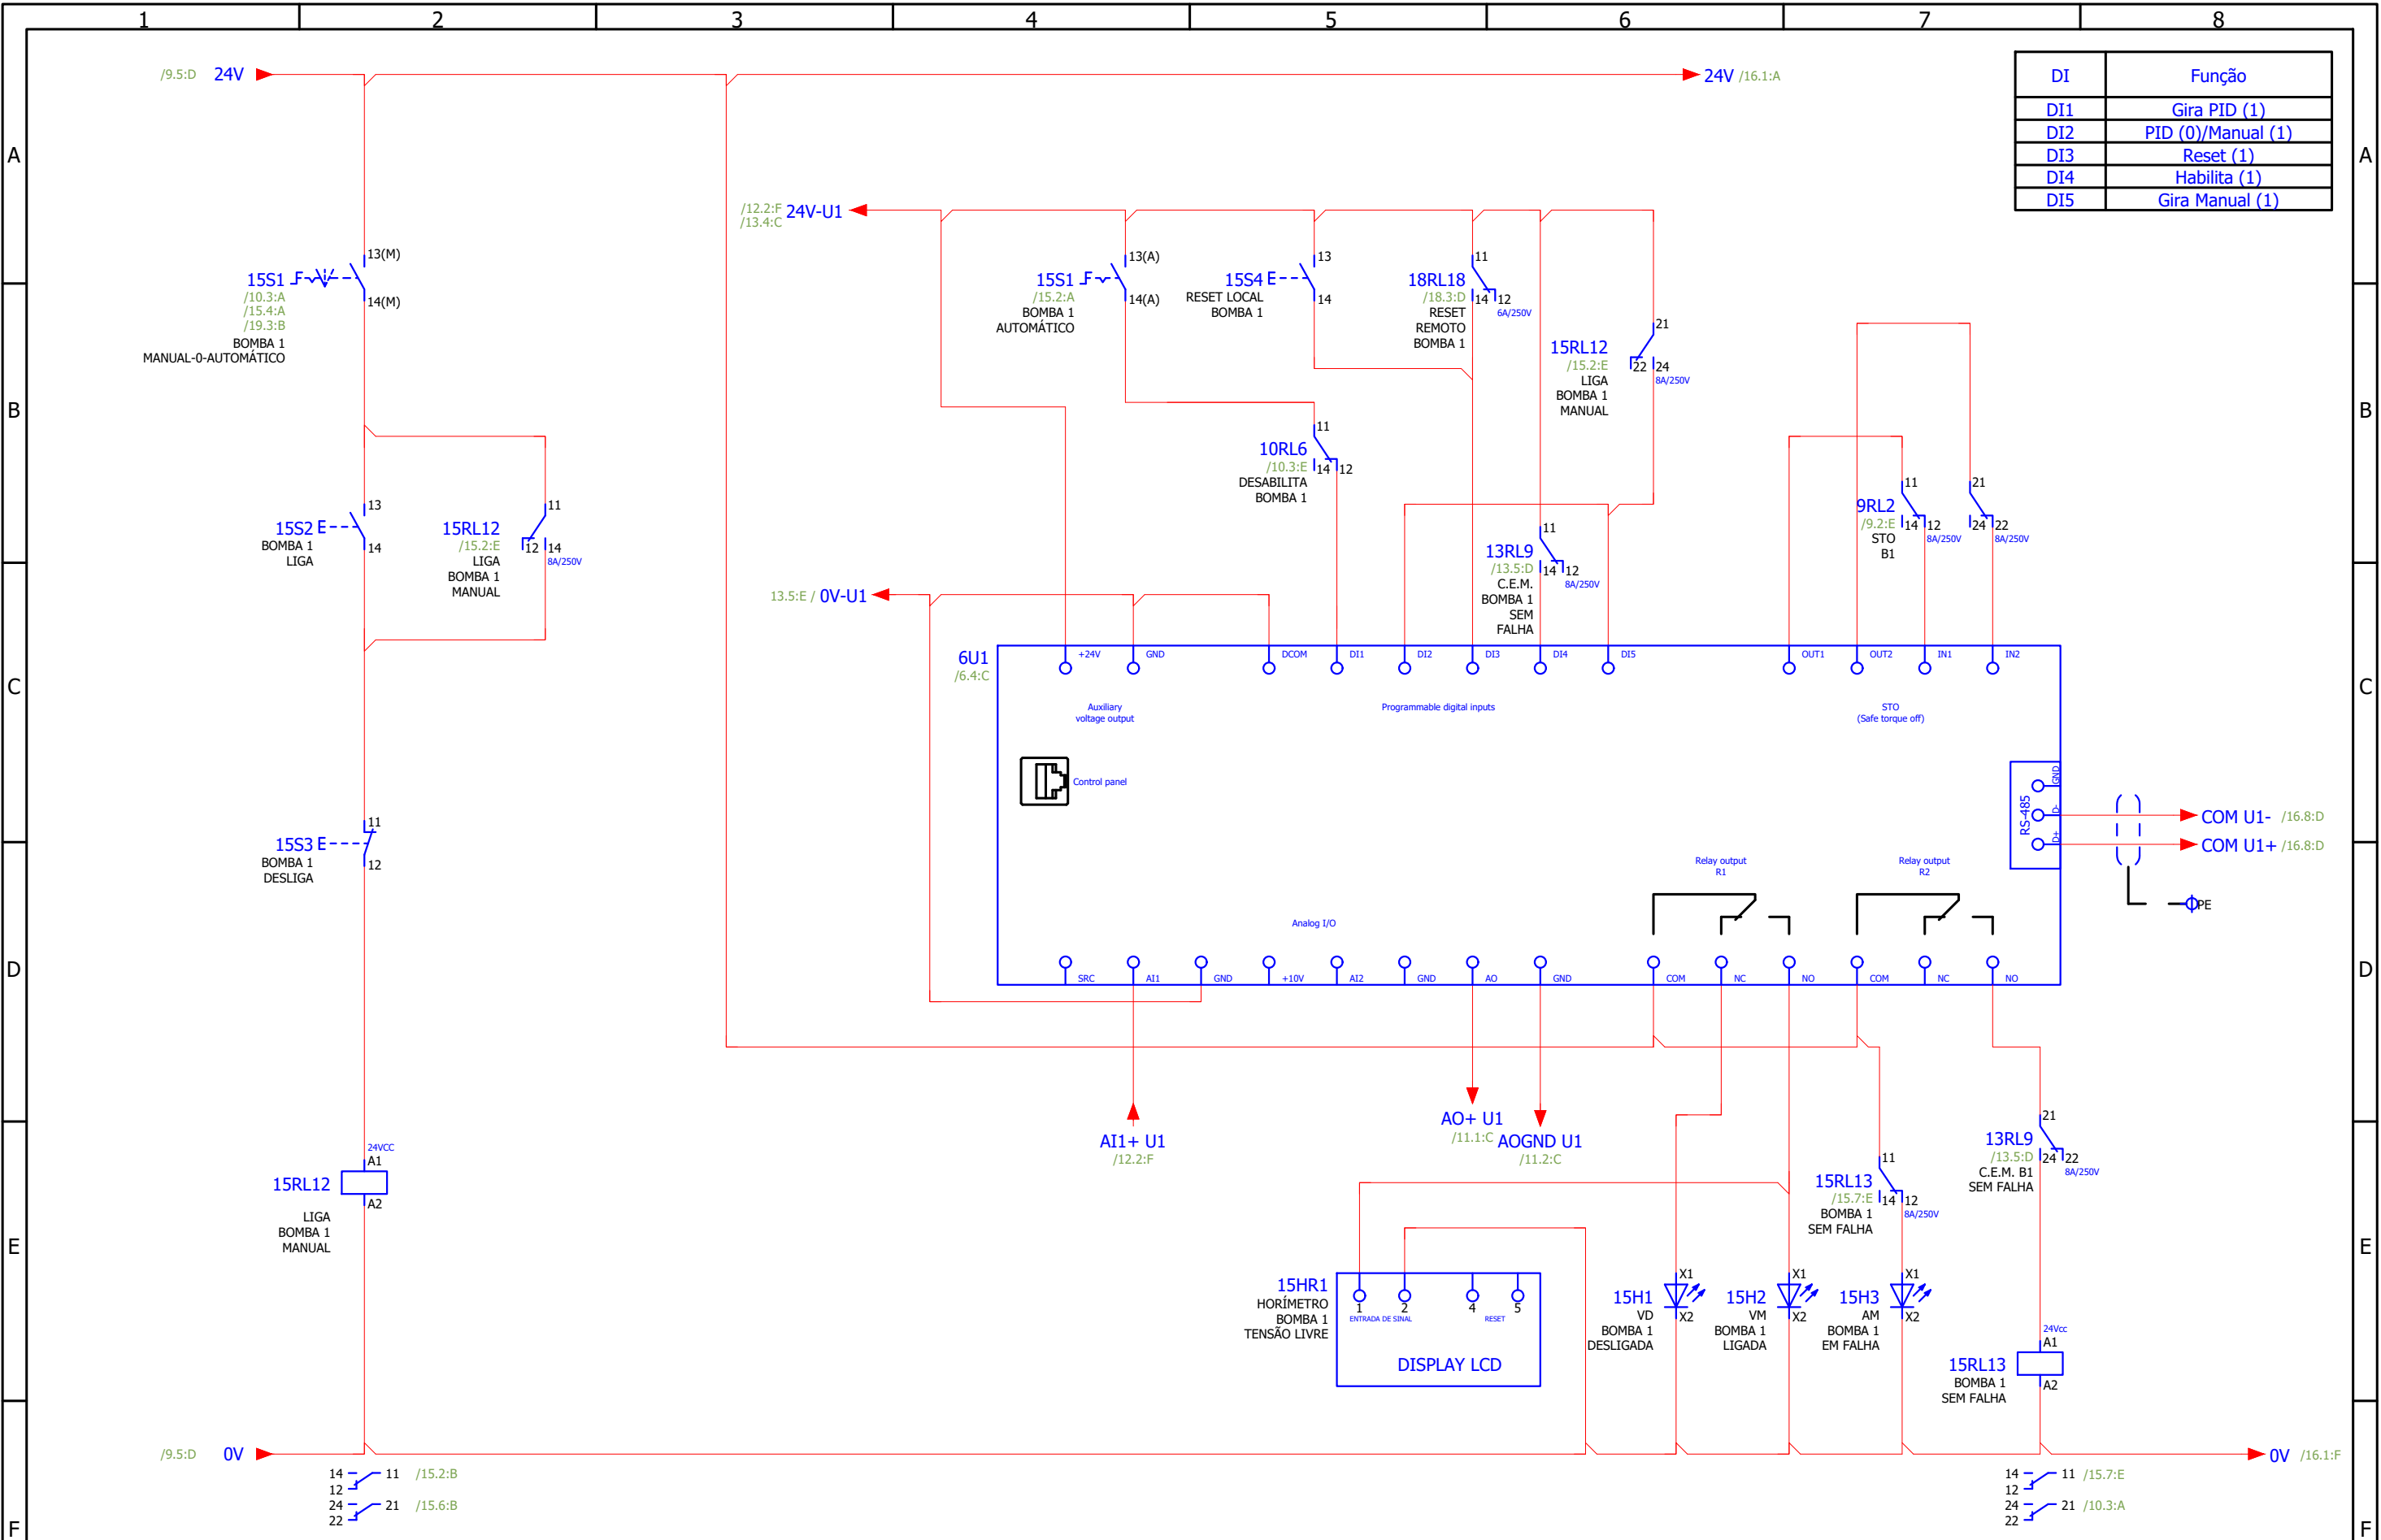 1 2 3 4 5 6 7 8
/9.5:D 24V
24V /16.1:A
DI Função
DI1 Gira PID (1)
DI2 PID (0)/Manual (1)
DI3 Reset (1)
DI4 Habilita (1)
DI5 Gira Manual (1)
A A
/12.2:F
/13.4:C
24V-U1
13(M)
15S1
14(M)
/10.3:A
/15.4:A
/19.3:B
BOMBA 1
MANUAL-0-AUTOMÁTICO
13(A)
15S1
14(A)
/15.2:A
BOMBA 1
AUTOMÁTICO
13
15S4
14
RESET LOCAL
BOMBA 1
11
18RL18
/18.3:D
14 12
6A/250V
RESET
REMOTO
BOMBA 1
21
15RL12
/15.2:E
22 24
8A/250V
LIGA
BOMBA 1
MANUAL
B B
11
10RL6
/10.3:E
14 12
DESABILITA
BOMBA 1
13
15S2
14
BOMBA 1
LIGA
11
15RL12
/15.2:E
12 14
8A/250V
LIGA
BOMBA 1
MANUAL
11
13RL9
/13.5:D
14 12
8A/250V
C.E.M.
BOMBA 1
SEM
FALHA
11 21
9RL2
/9.2:E
14 12
8A/250V
24 22
8A/250V
STO
B1
13.5:E / 0V-U1
6U1
/6.4:C
+24V GND DCOM DI1 DI2 DI3 DI4 DI5 OUT1 OUT2 IN1 IN2
C C
Auxiliary
voltage output
Programmable digital inputs
STO
(Safe torque off)
Control panel
RS-485
GND
D-
D+
COM U1- /16.8:D
COM U1+ /16.8:D
PE
11
15S3
12
BOMBA 1
DESLIGA
Relay output
R1
Relay output
R2
Analog I/O
D D
SRC AI1 GND +10V AI2 GND AO GND COM NC NO COM NC NO
AI1+ U1
/12.2:F
AO+ U1
/11.1:C
AOGND U1
/11.2:C
24VCC
A1
15RL12
A2
LIGA
BOMBA 1
MANUAL
11
15RL13
/15.7:E
14 12
8A/250V
BOMBA 1
SEM FALHA
21
13RL9
/13.5:D
24 22
8A/250V
C.E.M. B1
SEM FALHA
E E
15HR1
HORÍMETRO
BOMBA 1
TENSÃO LIVRE
1 2 4 5
ENTRADA DE SINAL RESET
DISPLAY LCD
X1
15H1
X2
VD
BOMBA 1
DESLIGADA
X1
15H2
X2
VM
BOMBA 1
LIGADA
X1
15H3
X2
AM
BOMBA 1
EM FALHA
24Vcc
A1
15RL13
A2
BOMBA 1
SEM FALHA
/9.5:D 0V
0V /16.1:F
14 11 /15.2:B
12
24 21 /15.6:B
22
14 11 /15.7:E
12
24 21 /10.3:A
22
F F